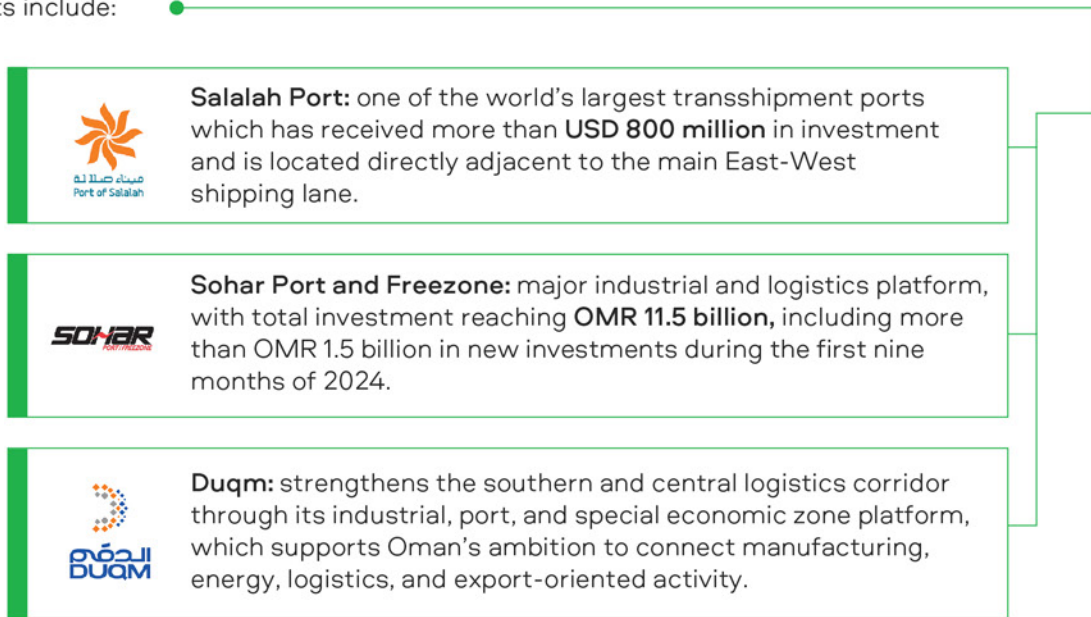 ts include:
Salalah Port: one of the world's largest transshipment ports
which has received more than USD 800 million in investment
and is located directly adjacent to the main East-West
shipping lane.
ميناء صلالة
Port of Salalah
Sohar Port and Freezone: major industrial and logistics platform,
with total investment reaching OMR 11.5 billion, including more
than OMR 1.5 billion in new investments during the first nine
months of 2024.
SOHAR
PORT & FREEZONE
Duqm: strengthens the southern and central logistics corridor
through its industrial, port, and special economic zone platform,
which supports Oman's ambition to connect manufacturing,
energy, logistics, and export-oriented activity.
الدقم
DUQM